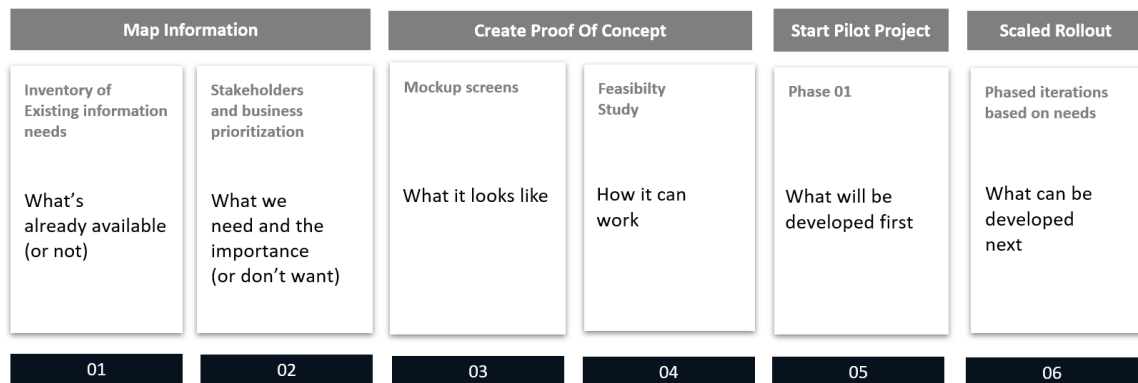 Map Information
Create Proof Of Concept
Start Pilot Project
Scaled Rollout
Inventory of
Existing information
needs
What's
already available
(or not)
Stakeholders
and business
prioritization
What we
need and the
importance
(or don't want)
Mockup screens
What it looks like
Feasibilty
Study
How it can
work
Phase 01
What will be
developed first
Phased iterations
based on needs
What can be
developed
next
01
02
03
04
05
06